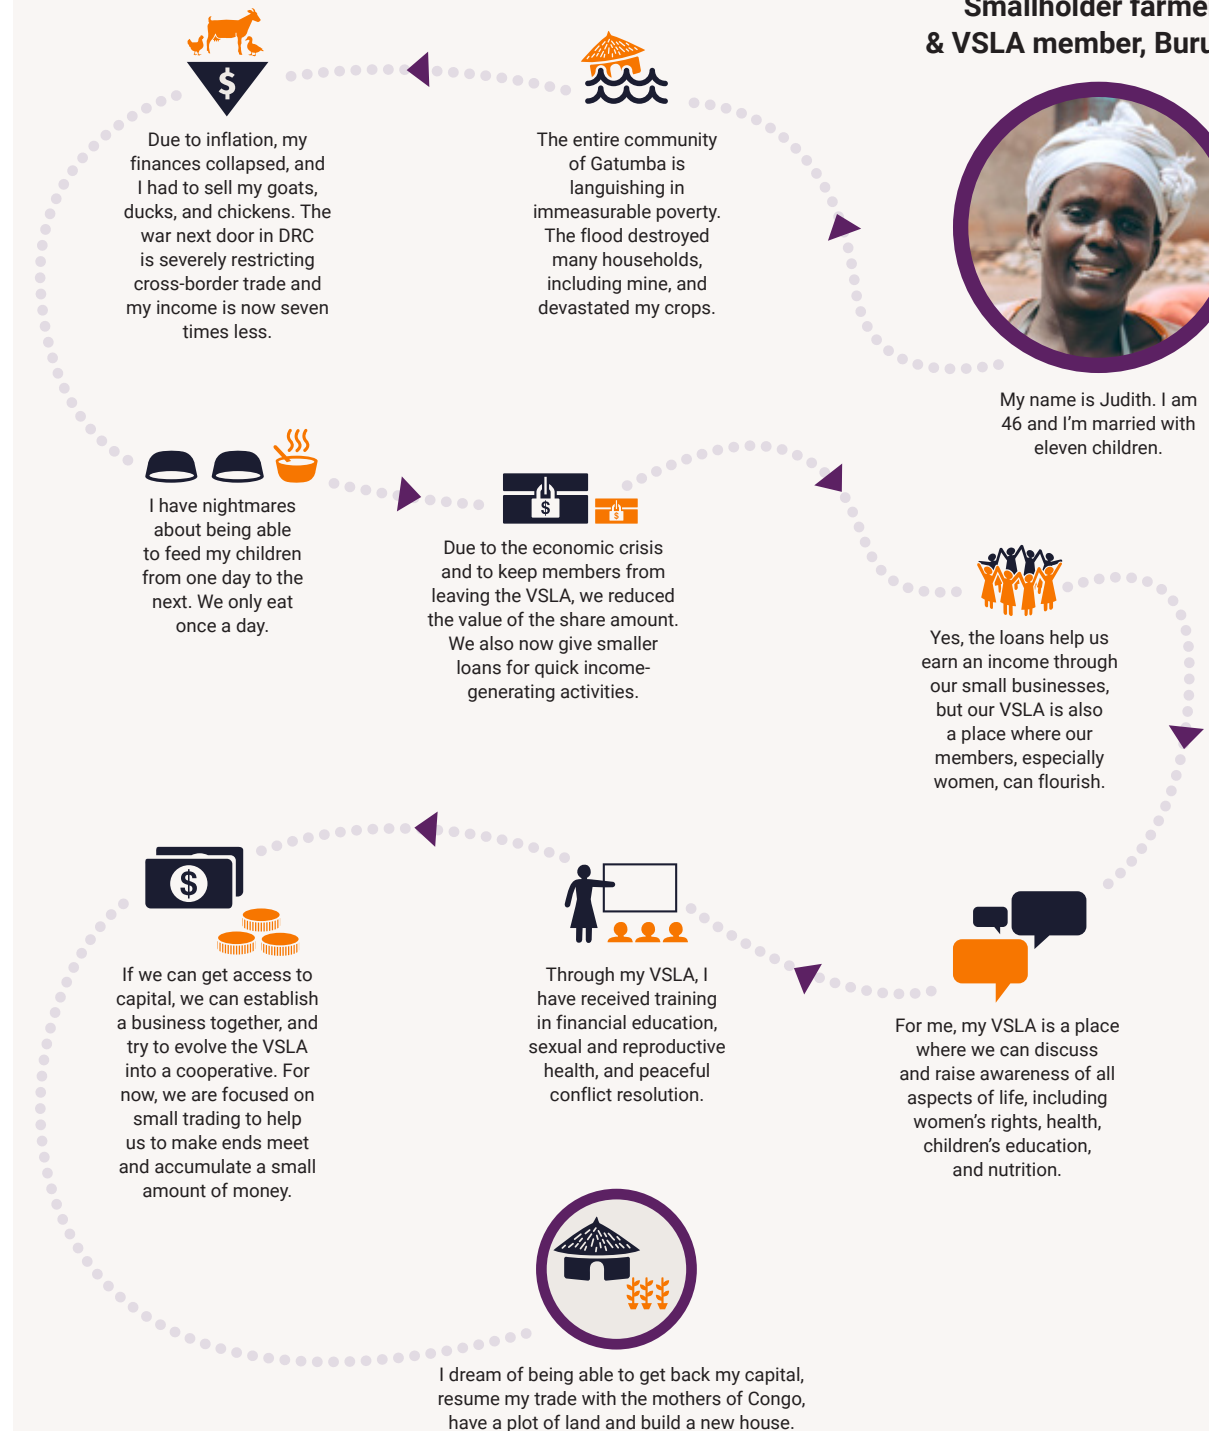 Smallholder farme
& VSLA member, Buru
My name is Judith. I am
46 and I'm married with
eleven children.
The entire community
of Gatumba is
languishing in
immeasurable poverty.
The flood destroyed
many households,
including mine, and
devastated my crops.
$
Due to inflation, my
finances collapsed, and
I had to sell my goats,
ducks, and chickens. The
war next door in DRC
is severely restricting
cross-border trade and
my income is now seven
times less.
I have nightmares
about being able
to feed my children
from one day to the
next. We only eat
once a day.
$
$
Due to the economic crisis
and to keep members from
leaving the VSLA, we reduced
the value of the share amount.
We also now give smaller
loans for quick income-
generating activities.
Yes, the loans help us
earn an income through
our small businesses,
but our VSLA is also
a place where our
members, especially
women, can flourish.
For me, my VSLA is a place
where we can discuss
and raise awareness of all
aspects of life, including
women's rights, health,
children's education,
and nutrition.
Through my VSLA, I
have received training
in financial education,
sexual and reproductive
health, and peaceful
conflict resolution.
$
If we can get access to
capital, we can establish
a business together, and
try to evolve the VSLA
into a cooperative. For
now, we are focused on
small trading to help
us to make ends meet
and accumulate a small
amount of money.
I dream of being able to get back my capital,
resume my trade with the mothers of Congo,
have a plot of land and build a new house.